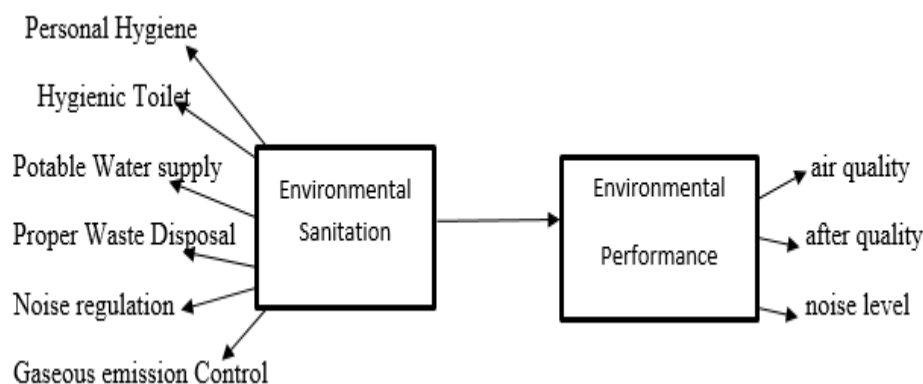 Personal Hygiene
Hygienic Toilet
Potable Water supply
Proper Waste Disposal
Noise regulation
Gaseous emission Control
Environmental
Sanitation
Environmental
Performance
air quality
after quality
noise level